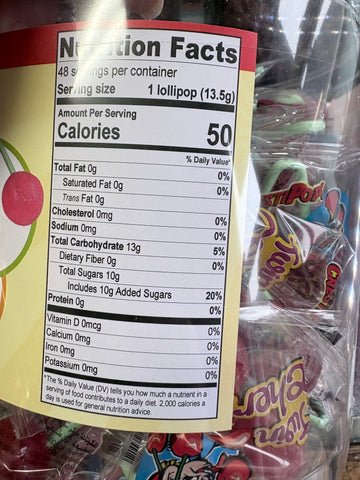 Nutrition Facts
48 servings per container
Serving size 1 lollipop (13.5g)
Amount Per Serving
Calories 50
% Daily Value*
Total Fat 0g 0%
Saturated Fat 0g 0%
Trans Fat 0g
Cholesterol 0mg 0%
Sodium 0mg 0%
Total Carbohydrate 13g 5%
Dietary Fiber 0g 0%
Total Sugars 10g
Includes 10g Added Sugars 20%
Protein 0g 0%
Vitamin D 0mcg 0%
Calcium 0mg 0%
Iron 0mg 0%
Potassium 0mg 0%
*The % Daily Value (DV) tells you how much a nutrient in a
serving of food contributes to a daily diet. 2,000 calories a
day is used for general nutrition advice.